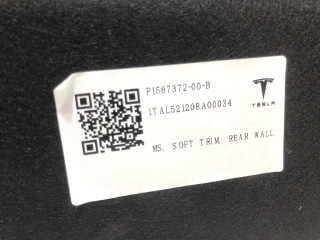 P1587372-00-B
1TAL521208A00034
TESLA
MS, SOFT TRIM, REAR WALL